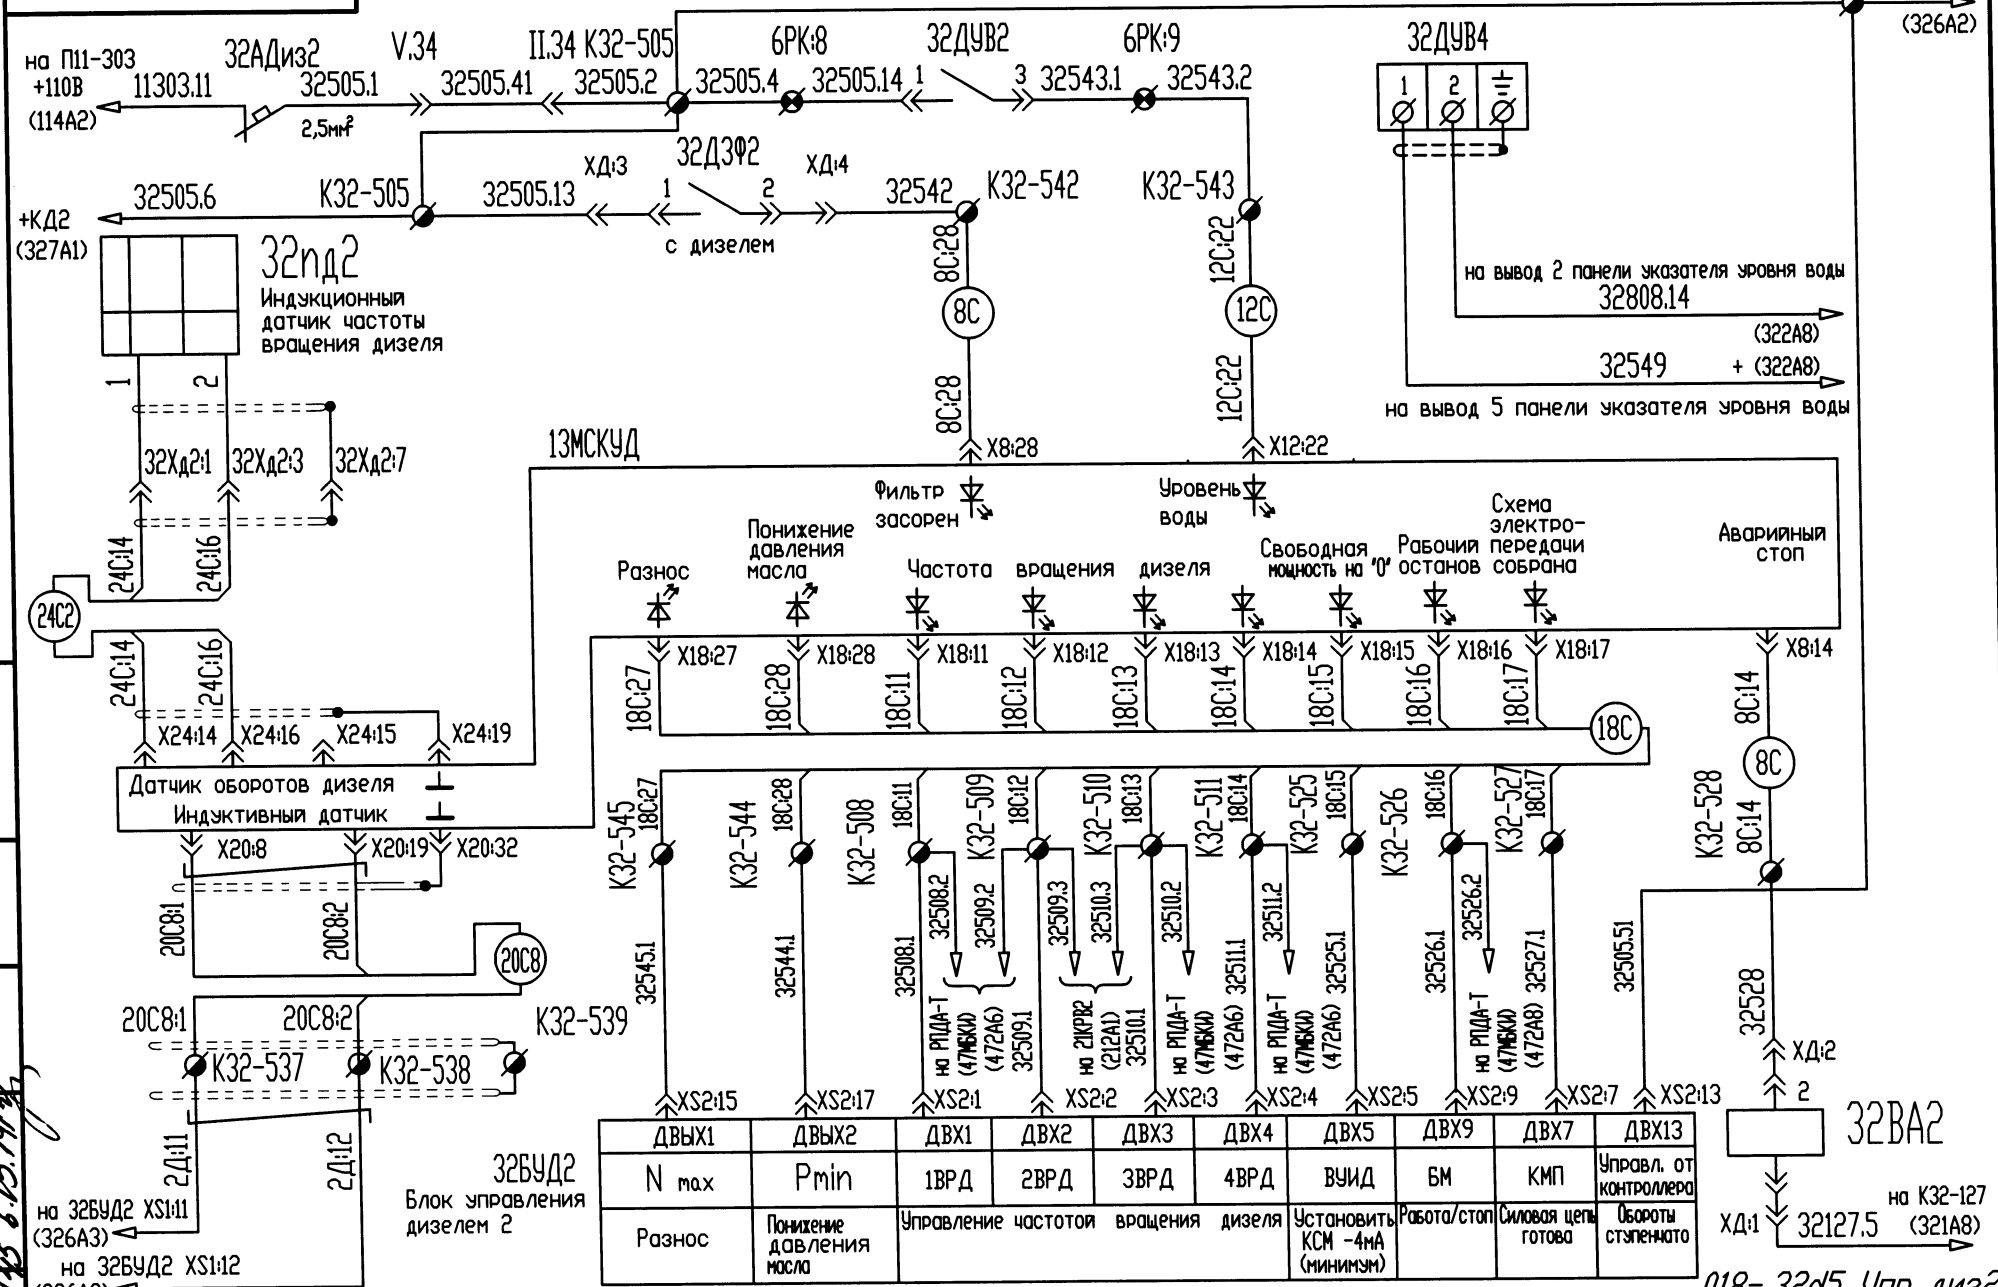 на П11-303
+110В
(114А2)
11303.11
32АДиз2
32505.1
2,5мм²
V.34
32505.41
II.34
К32-505
32505.2
32505.4
6РК:8
32505.14
1
32ДУВ2
3
32543.1
6РК:9
32543.2
32ДУВ4
1
2
(326А2)
32505.6
+КД2
(327А1)
К32-505
32505.13
ХД:3
1
32ДЗФ2
2
с дизелем
ХД:4
32542
К32-542
К32-543
8С:28
8С
8С:28
12С:22
12С
12С:22
на вывод 2 панели указателя уровня воды
32808.14
(322А8)
32549
+ (322А8)
на вывод 5 панели указателя уровня воды
32пд2
Индукционный
датчик частоты
вращения дизеля
1
2
32Хд2:1
32Хд2:3
32Хд2:7
24С:14
24С:16
24С2
24С:14
24С:16
Х24:14
Х24:16
Х24:15
Х24:19
13МСКУД
Х8:28
Х12:22
Фильтр
засорен
Уровень
воды
Разнос
Понижение
давления
масла
Частота
вращения
дизеля
Свободная
мощность на "0"
Рабочий
останов
Схема
электро-
передачи
собрана
Аварийный
стоп
Х18:27
Х18:28
Х18:11
Х18:12
Х18:13
Х18:14
Х18:15
Х18:16
Х18:17
Х8:14
18С:27
18С:28
18С:11
18С:12
18С:13
18С:14
18С:15
18С:16
18С:17
18С
8С:14
8С
8С:14
К32-528
Датчик оборотов дизеля
Индуктивный датчик
Х20:8
Х20:19
Х20:32
20С8:1
20С8:2
20С8
20С8:1
20С8:2
К32-539
К32-537
К32-538
2Д:11
2Д:12
на 32БУД2 XS1:11
(326А3)
на 32БУД2 XS1:12
К32-545
18С:27
К32-544
18С:28
К32-508
18С:11
К32-509
18С:12
К32-510
18С:13
К32-511
18С:14
К32-525
18С:15
К32-526
18С:16
К32-527
18С:17
32545.1
32544.1
32508.1
32508.2
на РПДА-Т
(47МБКИ)
(472А6)
32509.2
32509.1
32509.3
на 21КРВ2
(212А1)
32510.3
32510.1
32510.2
на РПДА-Т
(47МБКИ)
(472А6)
32511.1
32511.2
на РПДА-Т
(47МБКИ)
(472А6)
32525.1
32526.1
32526.2
на РПДА-Т
(47МБКИ)
(472А8)
32527.1
32505.51
32528
ХД:2
2
32ВА2
ХД:1
32127.5
на К32-127
(321А8)
XS2:15
XS2:17
XS2:1
XS2:2
XS2:3
XS2:4
XS2:5
XS2:9
XS2:7
XS2:13
32БУД2
Блок управления
дизелем 2
ДВЫХ1
ДВЫХ2
ДВХ1
ДВХ2
ДВХ3
ДВХ4
ДВХ5
ДВХ9
ДВХ7
ДВХ13
N max
Pmin
1ВРД
2ВРД
3ВРД
4ВРД
ВУИД
БМ
КМП
Управл. от
контроллера
Разнос
Понижение
давления
масла
Управление частотой вращения дизеля
Установить
КСМ -4мА
(минимум)
Работа/стоп
Силовая цепь
готова
Обороты
ступенчато